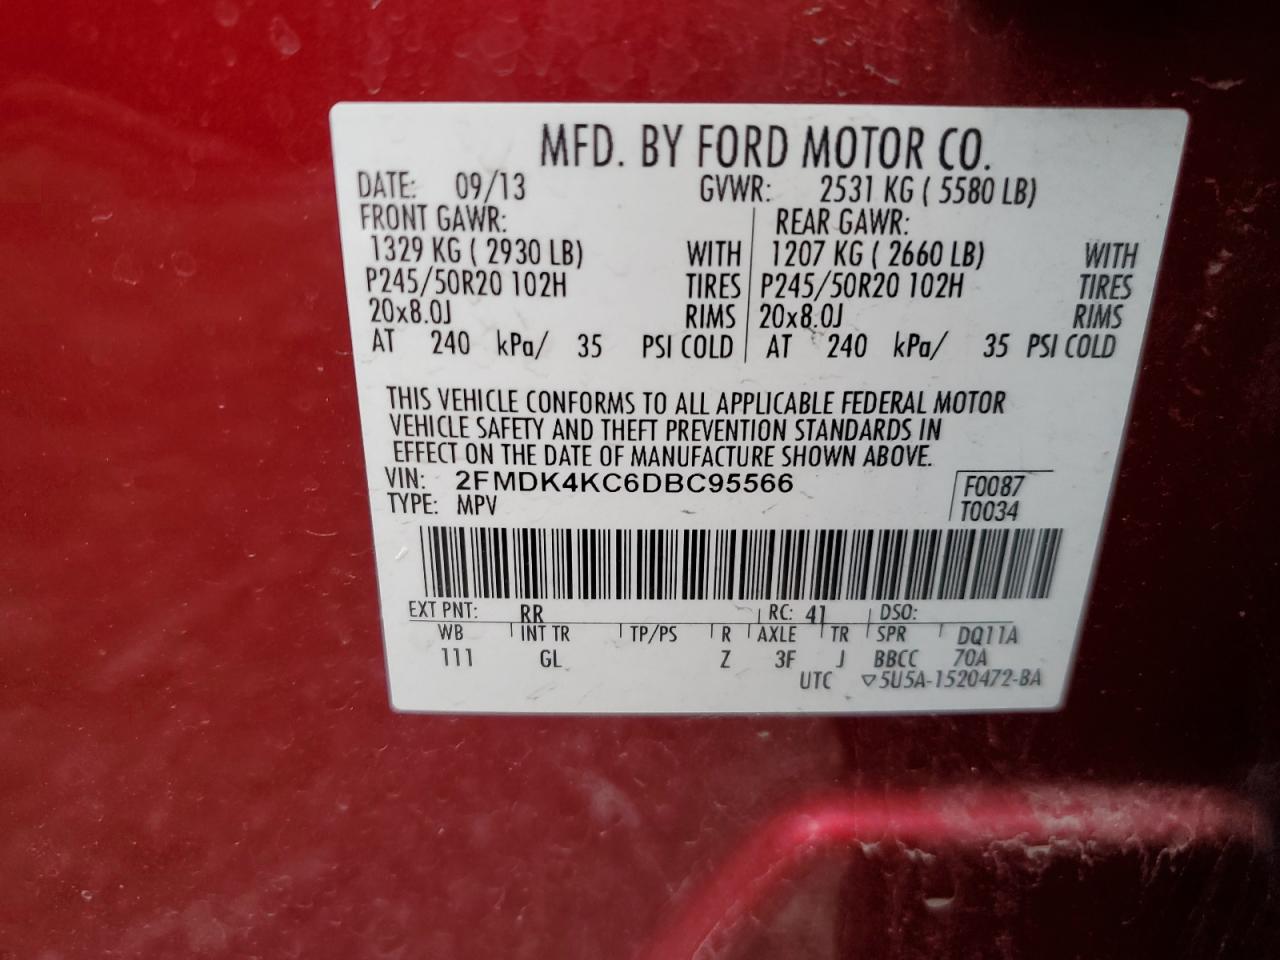 MFD. BY FORD MOTOR CO.
DATE: 09/13 GVWR: 2531 KG ( 5580 LB)
FRONT GAWR: REAR GAWR:
1329 KG ( 2930 LB) WITH 1207 KG ( 2660 LB) WITH
P245/50R20 102H TIRES P245/50R20 102H TIRES
20x8.0J RIMS 20x8.0J RIMS
AT 240 kPa/ 35 PSI COLD AT 240 kPa/ 35 PSI COLD
THIS VEHICLE CONFORMS TO ALL APPLICABLE FEDERAL MOTOR
VEHICLE SAFETY AND THEFT PREVENTION STANDARDS IN
EFFECT ON THE DATE OF MANUFACTURE SHOWN ABOVE.
VIN: 2FMDK4KC6DBC95566 F0087
TYPE: MPV T0034
EXT PNT: RR RC: 41 DSO:
WB INT TR TP/PS R AXLE TR SPR DQ11A
111 GL Z 3F J BBCC 70A
UTC ▽5U5A-1520472-BA